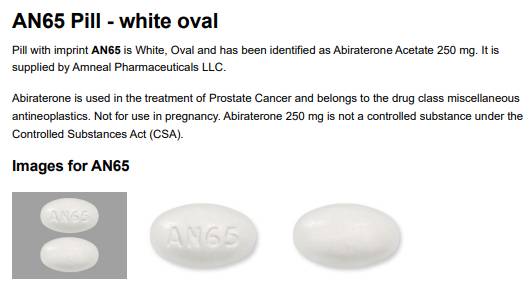 AN65 Pill - white oval
Pill with imprint AN65 is White, Oval and has been identified as Abiraterone Acetate 250 mg. It is
supplied by Amneal Pharmaceuticals LLC.
Abiraterone is used in the treatment of Prostate Cancer and belongs to the drug class miscellaneous
antineoplastics. Not for use in pregnancy. Abiraterone 250 mg is not a controlled substance under the
Controlled Substances Act (CSA).
Images for AN65
AN65
AN65